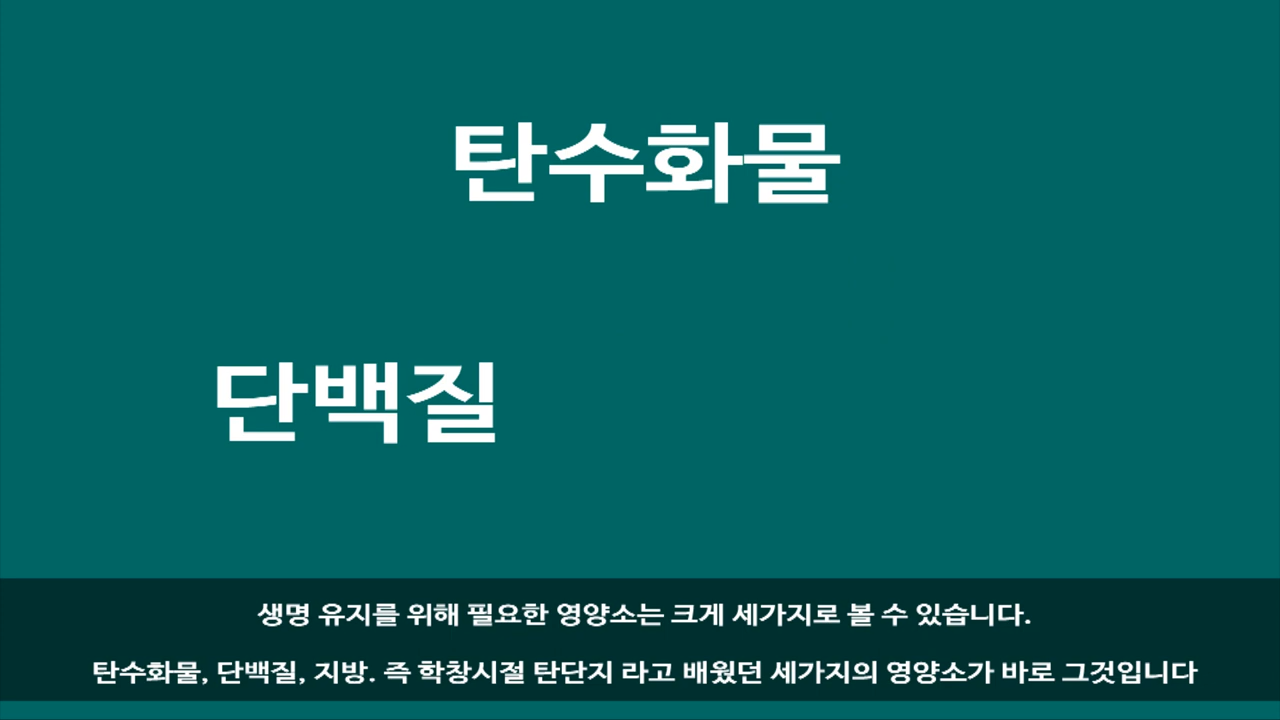 탄수화물
단백질
생명 유지를 위해 필요한 영양소는 크게 세가지로 볼 수 있습니다.
탄수화물, 단백질, 지방. 즉 학창시절 탄단지 라고 배웠던 세가지의 영양소가 바로 그것입니다